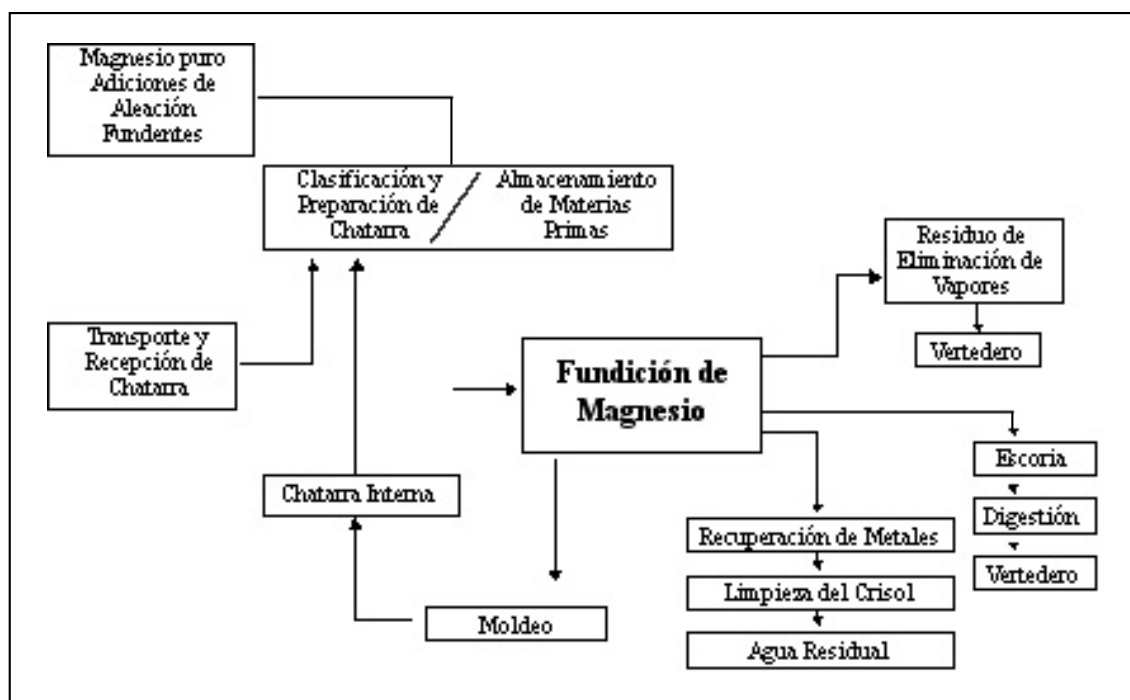 Magnesio puro
Adiciones de
Aleación
Fundentes
Clasificación y
Preparación de
Chatarra
Almacenamiento
de Materias
Primas
Residuo de
Eliminación de
Vapores
Vertedero
Transporte y
Recepción de
Chatarra
Fundición de
Magnesio
Escoria
Digestión
Vertedero
Chatarra Interna
Recuperación de Metales
Limpieza del Crisol
Agua Residual
Moldeo